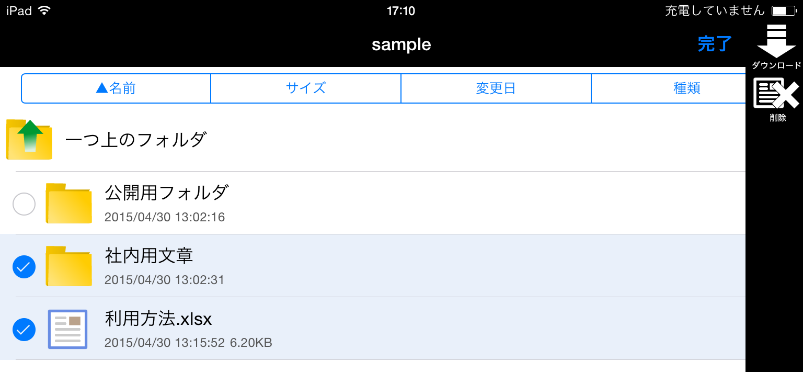 iPad 17:10 充電していません
sample 完了
ダウンロード
削除
▲名前 サイズ 変更日 種類
一つ上のフォルダ
公開用フォルダ
2015/04/30 13:02:16
社内用文章
2015/04/30 13:02:31
利用方法.xlsx
2015/04/30 13:15:52 6.20KB